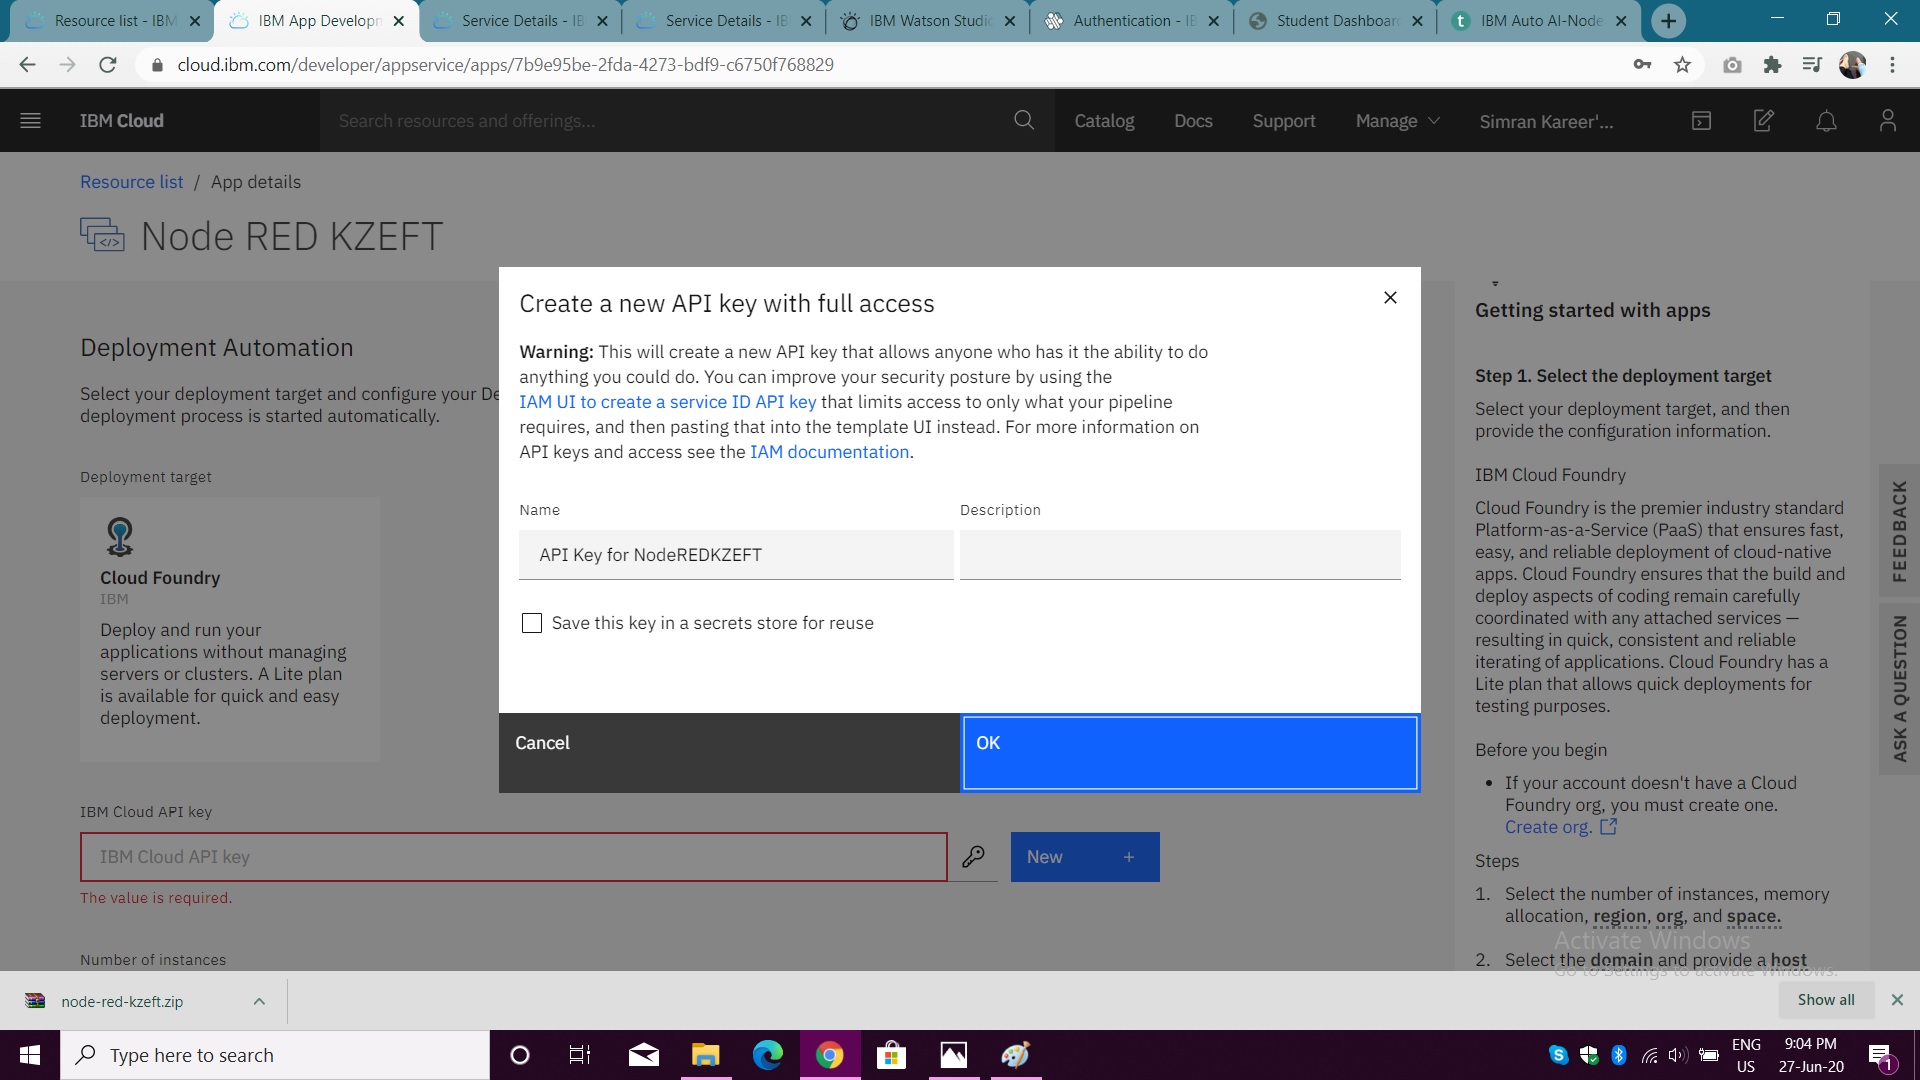 Resource list - IBM
IBM App Developm
Service Details - IB
Service Details - IB
IBM Watson Studio
Authentication - IB
Student Dashboard
IBM Auto AI-Node
cloud.ibm.com/developer/appservice/apps/7b9e95be-2fda-4273-bdf9-c6750f768829
IBM Cloud
Search resources and offerings...
Catalog
Docs
Support
Manage
Simran Kareer'...
Resource list / App details
Node RED KZEFT
Deployment Automation
Select your deployment target and configure your De
deployment process is started automatically.
Deployment target
Cloud Foundry
IBM
Deploy and run your
applications without managing
servers or clusters. A Lite plan
is available for quick and easy
deployment.
IBM Cloud API key
IBM Cloud API key
New +
The value is required.
Number of instances
Create a new API key with full access
Warning: This will create a new API key that allows anyone who has it the ability to do
anything you could do. You can improve your security posture by using the
IAM UI to create a service ID API key that limits access to only what your pipeline
requires, and then pasting that into the template UI instead. For more information on
API keys and access see the IAM documentation.
Name
Description
API Key for NodeREDKZEFT
Save this key in a secrets store for reuse
Cancel
OK
Getting started with apps
Step 1. Select the deployment target
Select your deployment target, and then
provide the configuration information.
IBM Cloud Foundry
Cloud Foundry is the premier industry standard
Platform-as-a-Service (PaaS) that ensures fast,
easy, and reliable deployment of cloud-native
apps. Cloud Foundry ensures that the build and
deploy aspects of coding remain carefully
coordinated with any attached services —
resulting in quick, consistent and reliable
iterating of applications. Cloud Foundry has a
Lite plan that allows quick deployments for
testing purposes.
Before you begin
• If your account doesn't have a Cloud
Foundry org, you must create one.
Create org.
Steps
1. Select the number of instances, memory
allocation, region, org, and space.
2. Select the domain and provide a host
FEEDBACK
ASK A QUESTION
Activate Windows
Go to Settings to activate Windows.
node-red-kzeft.zip
Show all
Type here to search
ENG
US
9:04 PM
27-Jun-20
1